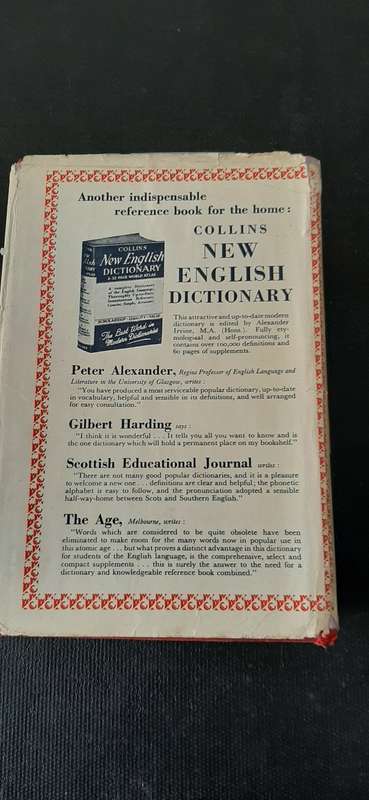 Another indispensable
reference book for the home:
COLLINS
NEW
ENGLISH
DICTIONARY
COLLINS
New English
DICTIONARY
The Last Word in
Modern Dictionaries
This attractive and up-to-date modern
dictionary is edited by Alexander
Irvine, M.A. (Hons.). Fully ety-
mological and self-pronouncing, it
contains over 100,000 definitions and
60 pages of supplements.
Peter Alexander, Regius Professor of English Language and
Literature in the University of Glasgow, writes:
"You have produced a most serviceable popular dictionary, up-to-date
in vocabulary, helpful and sensible in its definitions, and well arranged
for easy consultation."
Gilbert Harding says:
"I think it is wonderful . . . It tells you all you want to know and is
the one dictionary which will hold a permanent place on my bookshelf."
Scottish Educational Journal writes:
"There are not many good popular dictionaries, and it is a pleasure
to welcome a new one . . . definitions are clear and helpful; the phonetic
alphabet is easy to follow, and the pronunciation adopted a sensible
half-way-home between Scots and Southern English."
The Age, Melbourne, writes:
"Words which are considered to be quite obsolete have been
eliminated to make room for the many words now in popular use in
this atomic age . . . but what proves a distinct advantage in this dictionary
for students of the English language, is the comprehensive, select and
compact supplements . . . this is surely the answer to the need for a
dictionary and knowledgeable reference book combined."